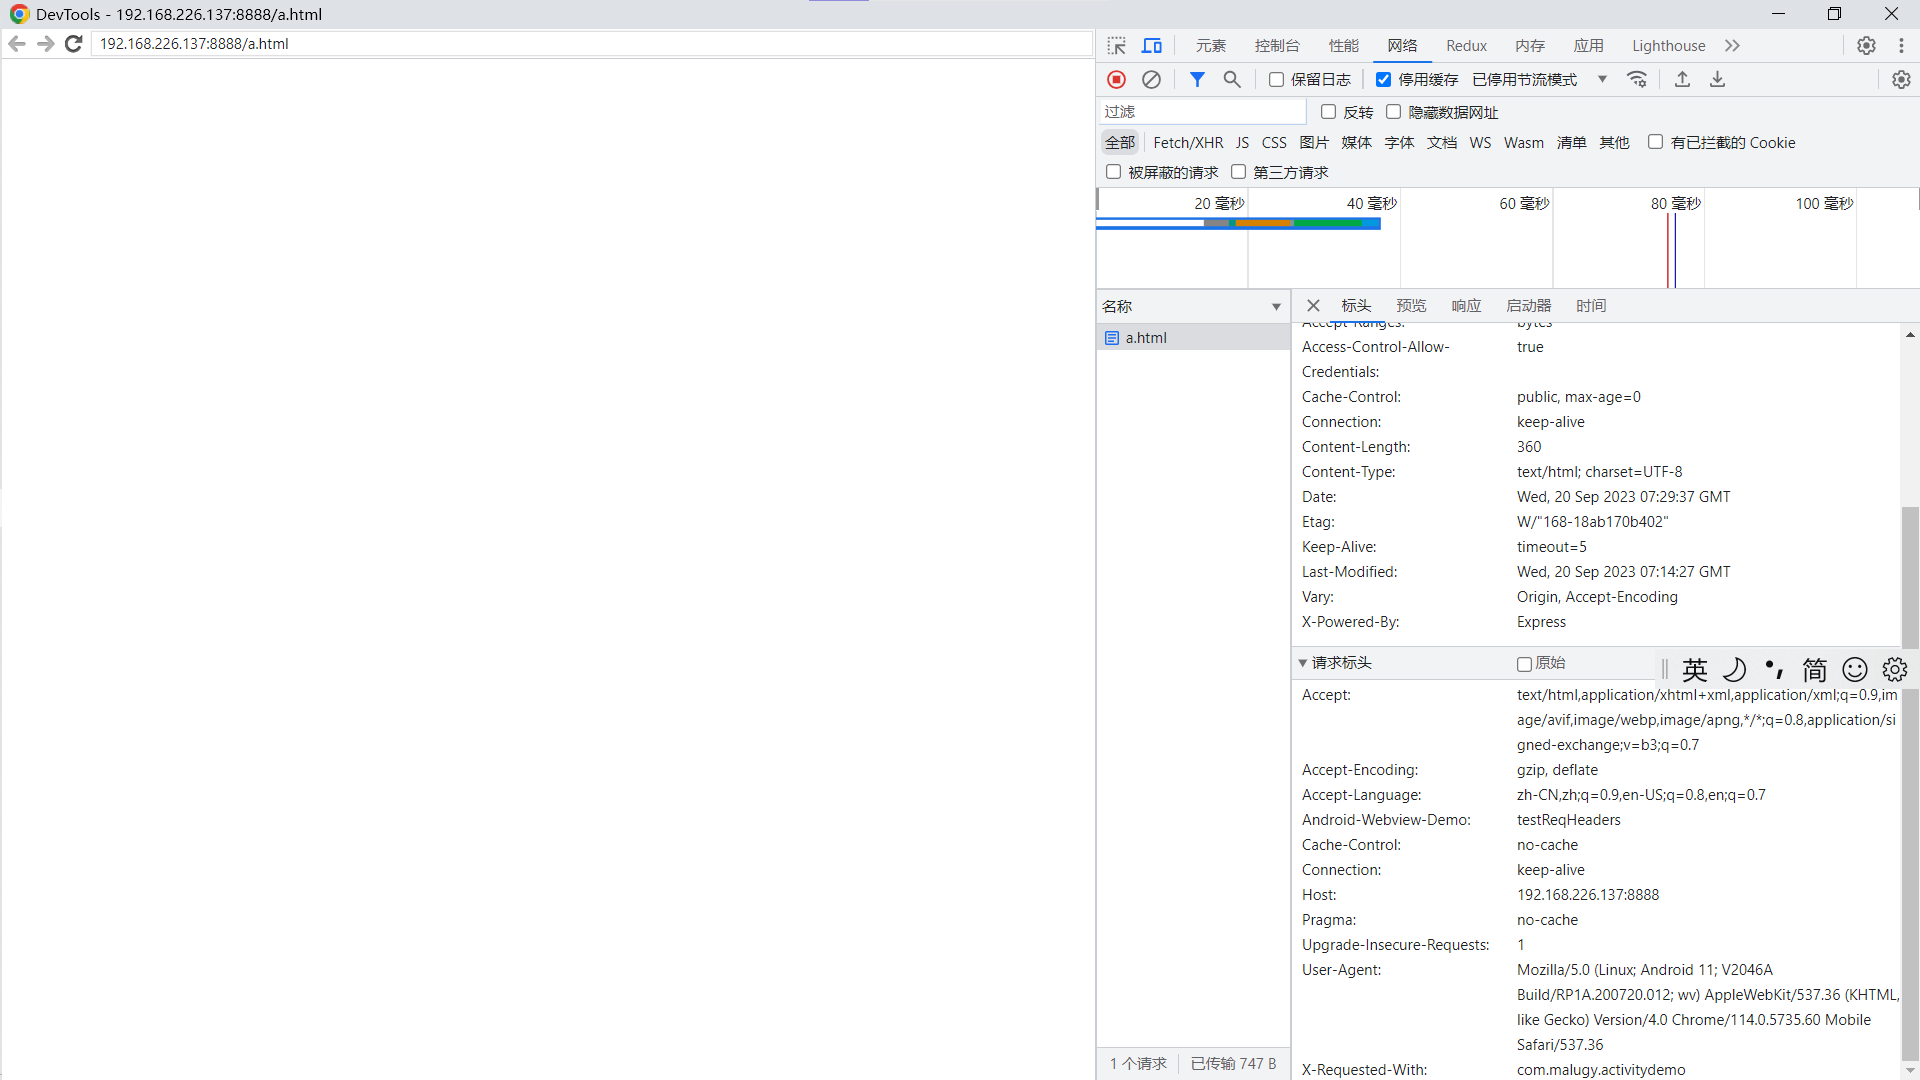 DevTools - 192.168.226.137:8888/a.html
192.168.226.137:8888/a.html
元素 控制台 性能 网络 Redux 内存 应用 Lighthouse
保留日志 停用缓存 已停用节流模式
过滤 反转 隐藏数据网址
全部 Fetch/XHR JS CSS 图片 媒体 字体 文档 WS Wasm 清单 其他 有已拦截的 Cookie
被屏蔽的请求 第三方请求
20 毫秒 40 毫秒 60 毫秒 80 毫秒 100 毫秒
名称
a.html
标头 预览 响应 启动器 时间
Accept-Ranges: bytes
Access-Control-Allow- true
Credentials:
Cache-Control: public, max-age=0
Connection: keep-alive
Content-Length: 360
Content-Type: text/html; charset=UTF-8
Date: Wed, 20 Sep 2023 07:29:37 GMT
Etag: W/"168-18ab170b402"
Keep-Alive: timeout=5
Last-Modified: Wed, 20 Sep 2023 07:14:27 GMT
Vary: Origin, Accept-Encoding
X-Powered-By: Express
请求标头 原始
英 简
Accept: text/html,application/xhtml+xml,application/xml;q=0.9,im
age/avif,image/webp,image/apng,*/*;q=0.8,application/si
gned-exchange;v=b3;q=0.7
Accept-Encoding: gzip, deflate
Accept-Language: zh-CN,zh;q=0.9,en-US;q=0.8,en;q=0.7
Android-Webview-Demo: testReqHeaders
Cache-Control: no-cache
Connection: keep-alive
Host: 192.168.226.137:8888
Pragma: no-cache
Upgrade-Insecure-Requests: 1
User-Agent: Mozilla/5.0 (Linux; Android 11; V2046A
Build/RP1A.200720.012; wv) AppleWebKit/537.36 (KHTML,
like Gecko) Version/4.0 Chrome/114.0.5735.60 Mobile
Safari/537.36
X-Requested-With: com.malugy.activitydemo
1 个请求 已传输 747 B